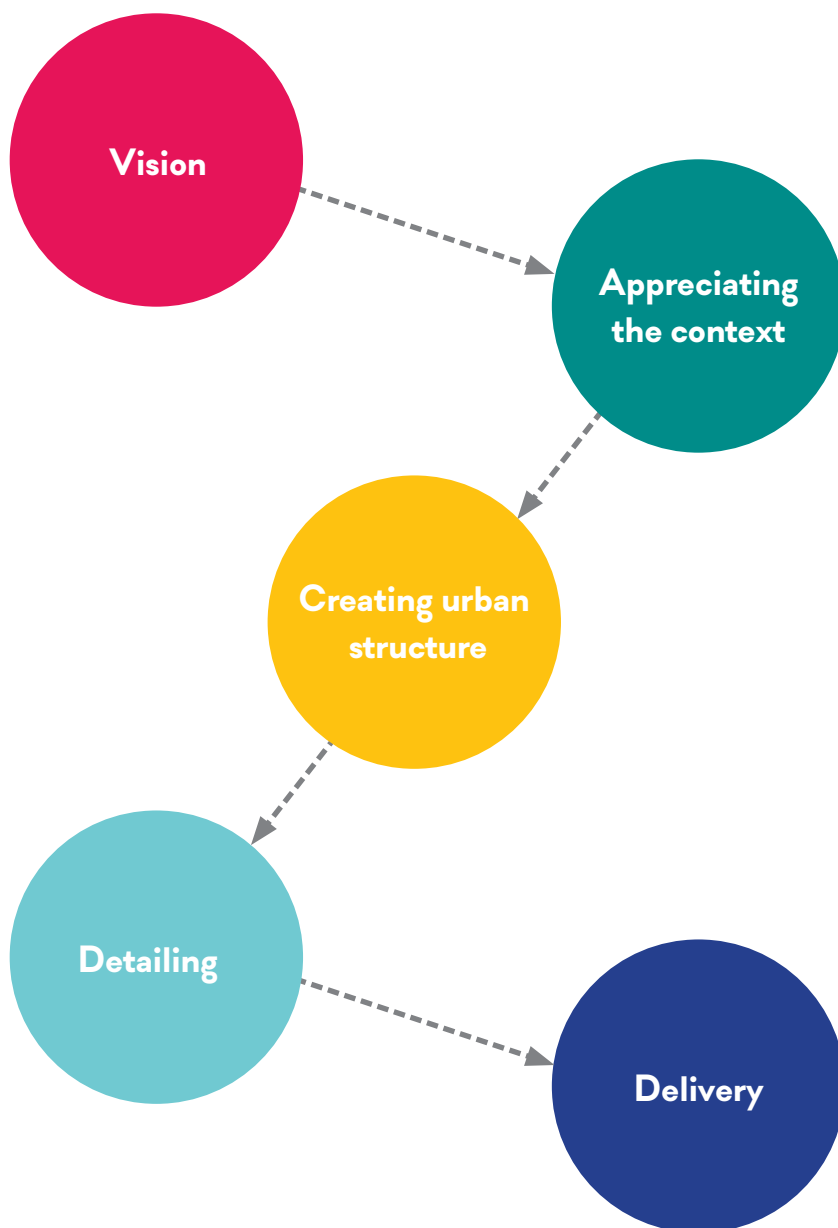 Vision
Appreciating
the context
Creating urban
structure
Detailing
Delivery